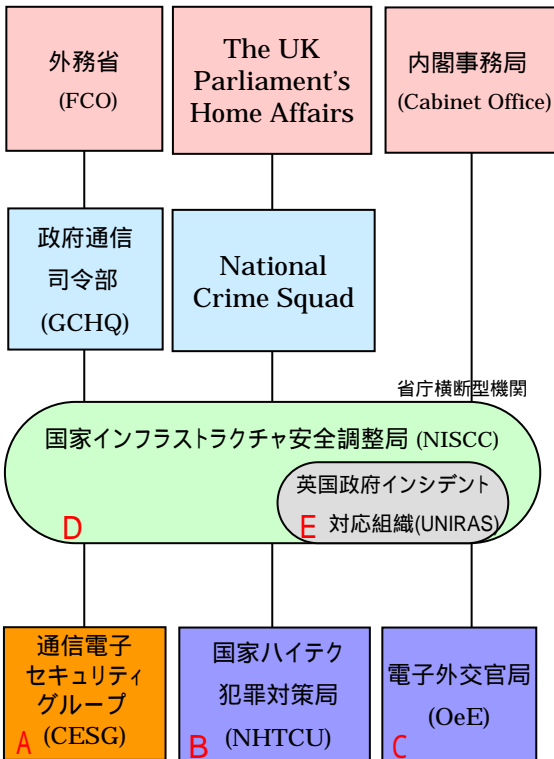 外務省
(FCO)
The UK
Parliament's
Home Affairs
内閣事務局
(Cabinet Office)
政府通信
司令部
(GCHQ)
National
Crime Squad
省庁横断型機関
国家インフラストラクチャ安全調整局 (NISCC)
英国政府インシデント
対応組織(UNIRAS)
D
E
通信電子
セキュリティ
グループ
(CESG)
A
国家ハイテク
犯罪対策局
(NHTCU)
B
電子外交官局
(OeE)
C